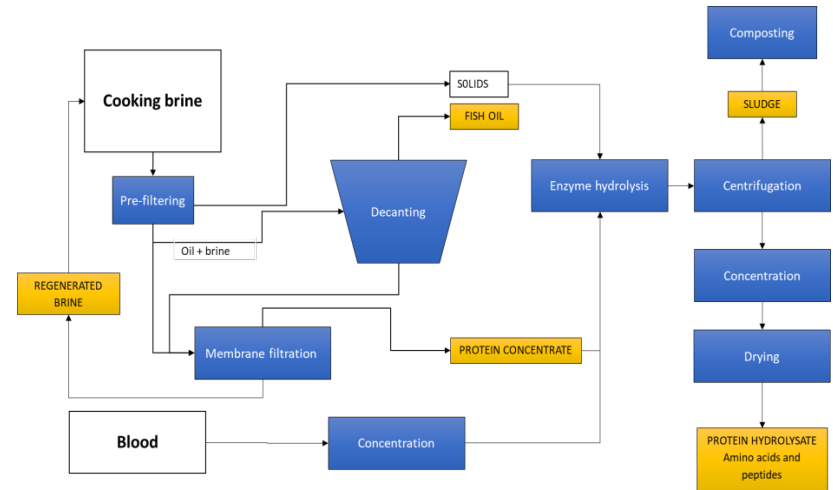 Composting
Cooking brine
S0LIDS
SLUDGE
FISH OIL
Pre-filtering
Enzyme hydrolysis
Centrifugation
Decanting
Oil + brine
REGENERATED
BRINE
Concentration
Membrane filtration
PROTEIN CONCENTRATE
Drying
Blood
Concentration
PROTEIN HYDROLYSATE
Amino acids and
peptides